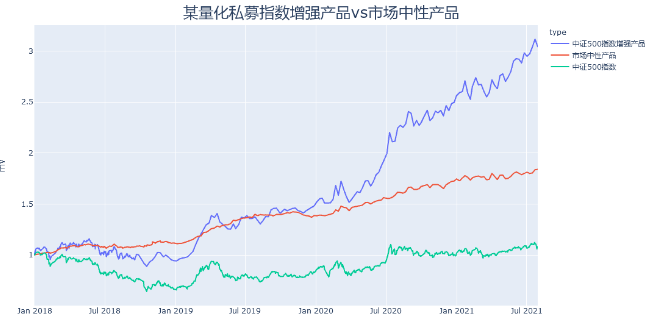 某量化私募指数增强产品vs市场中性产品
type
中证500指数增强产品
市场中性产品
中证500指数
3
2.5
2
1.5
1
Jan 2018
Jul 2018
Jan 2019
Jul 2019
Jan 2020
Jul 2020
Jan 2021
Jul 2021